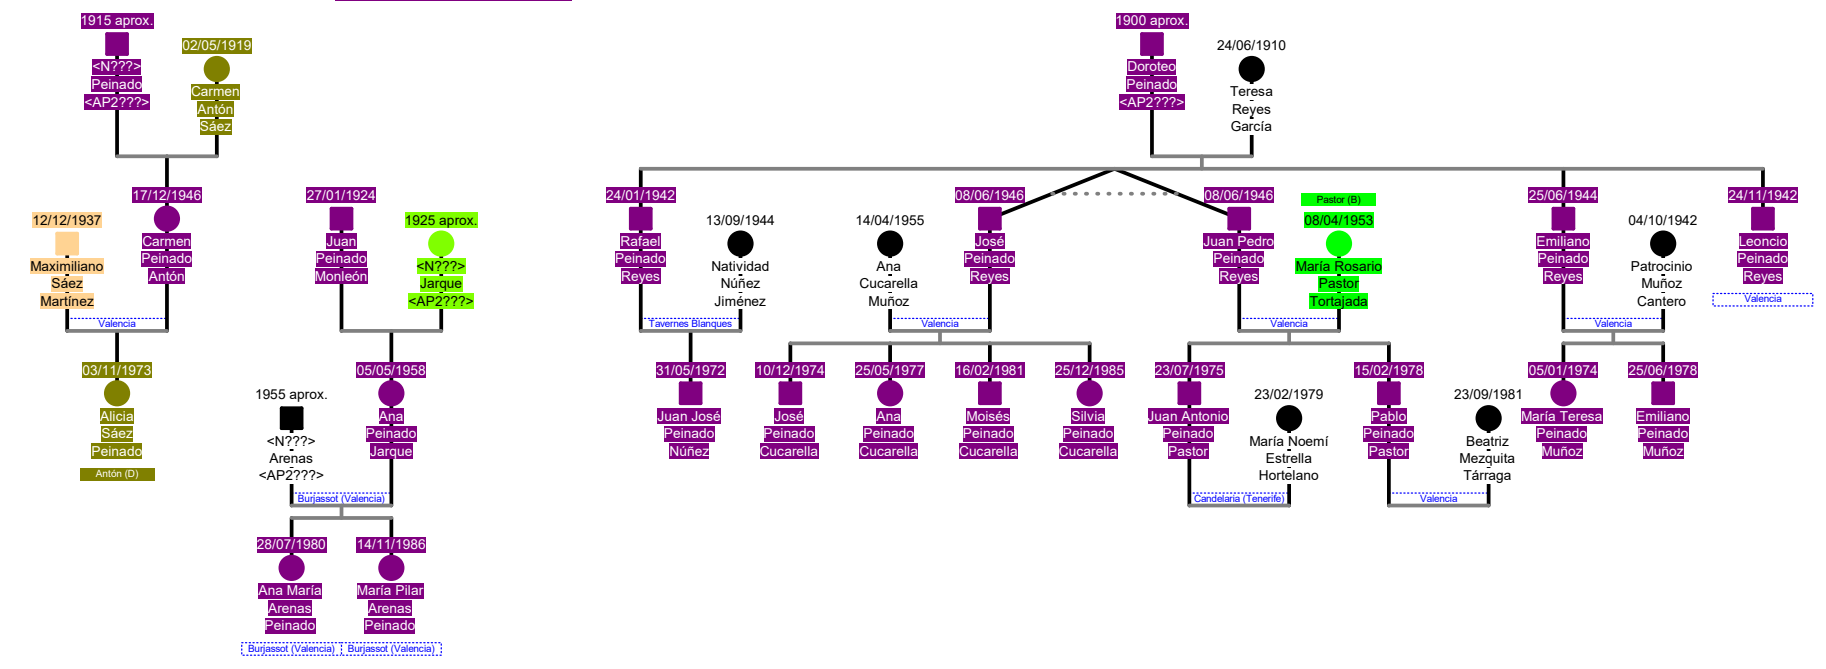 1915 aprox.
<N???>
Peinado
<AP2???>
02/05/1919
Carmen
Antón
Sáez
1900 aprox.
Doroteo
Peinado
<AP2???>
24/06/1910
Teresa
Reyes
García
12/12/1937
Maximiliano
Sáez
Martínez
17/12/1946
Carmen
Peinado
Antón
Valencia
27/01/1924
Juan
Peinado
Monleón
1925 aprox.
<N???>
Jarque
<AP2???>
24/01/1942
Rafael
Peinado
Reyes
13/09/1944
Natividad
Núñez
Jiménez
Tavernes Blanques
14/04/1955
Ana
Cucarella
Muñoz
08/06/1946
José
Peinado
Reyes
Valencia
08/06/1946
Juan Pedro
Peinado
Reyes
Pastor (B)
08/04/1953
María Rosario
Pastor
Tortajada
Valencia
25/06/1944
Emiliano
Peinado
Reyes
04/10/1942
Patrocinio
Muñoz
Cantero
Valencia
24/11/1942
Leoncio
Peinado
Reyes
Valencia
03/11/1973
Alicia
Sáez
Peinado
Antón (D)
1955 aprox.
<N???>
Arenas
<AP2???>
05/05/1958
Ana
Peinado
Jarque
Burjassot (Valencia)
31/05/1972
Juan José
Peinado
Núñez
10/12/1974
José
Peinado
Cucarella
25/05/1977
Ana
Peinado
Cucarella
16/02/1981
Moisés
Peinado
Cucarella
25/12/1985
Silvia
Peinado
Cucarella
23/07/1975
Juan Antonio
Peinado
Pastor
23/02/1979
María Noemí
Estrella
Hortelano
Candelaria (Tenerife)
15/02/1978
Pablo
Peinado
Pastor
23/09/1981
Beatriz
Mezquita
Tárraga
Valencia
05/01/1974
María Teresa
Peinado
Muñoz
25/06/1978
Emiliano
Peinado
Muñoz
28/07/1980
Ana María
Arenas
Peinado
Burjassot (Valencia)
14/11/1986
María Pilar
Arenas
Peinado
Burjassot (Valencia)